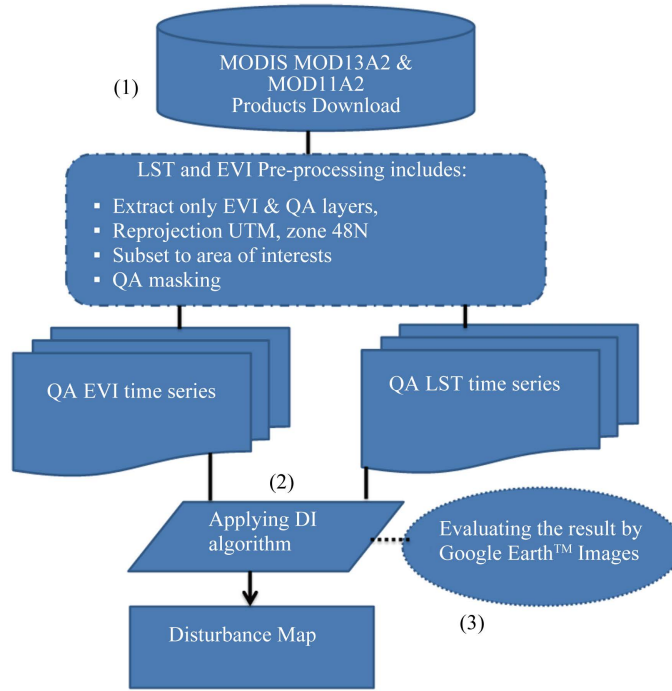 (1)
MODIS MOD13A2 &
MOD11A2
Products Download
LST and EVI Pre-processing includes:
▪ Extract only EVI & QA layers,
▪ Reprojection UTM, zone 48N
▪ Subset to area of interests
▪ QA masking
QA EVI time series
QA LST time series
(2)
Applying DI
algorithm
Evaluating the result by
Google Earth™ Images
(3)
Disturbance Map